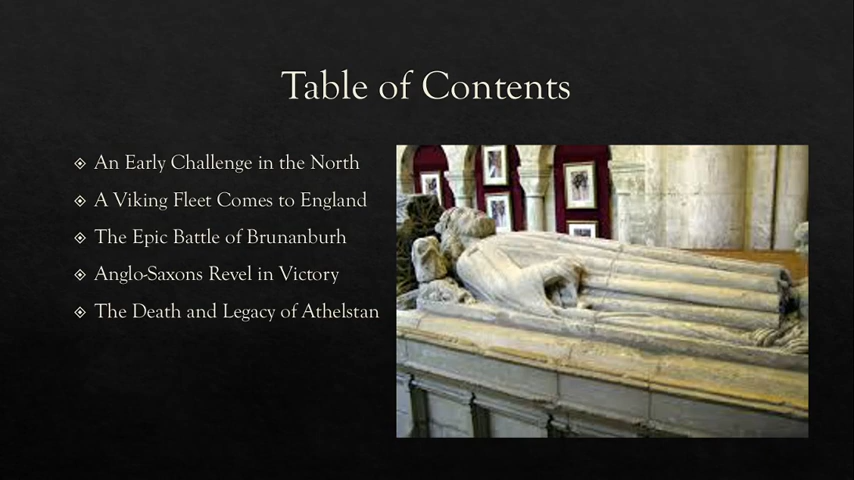 Table of Contents
An Early Challenge in the North
A Viking Fleet Comes to England
The Epic Battle of Brunanburh
Anglo-Saxons Revel in Victory
The Death and Legacy of Athelstan